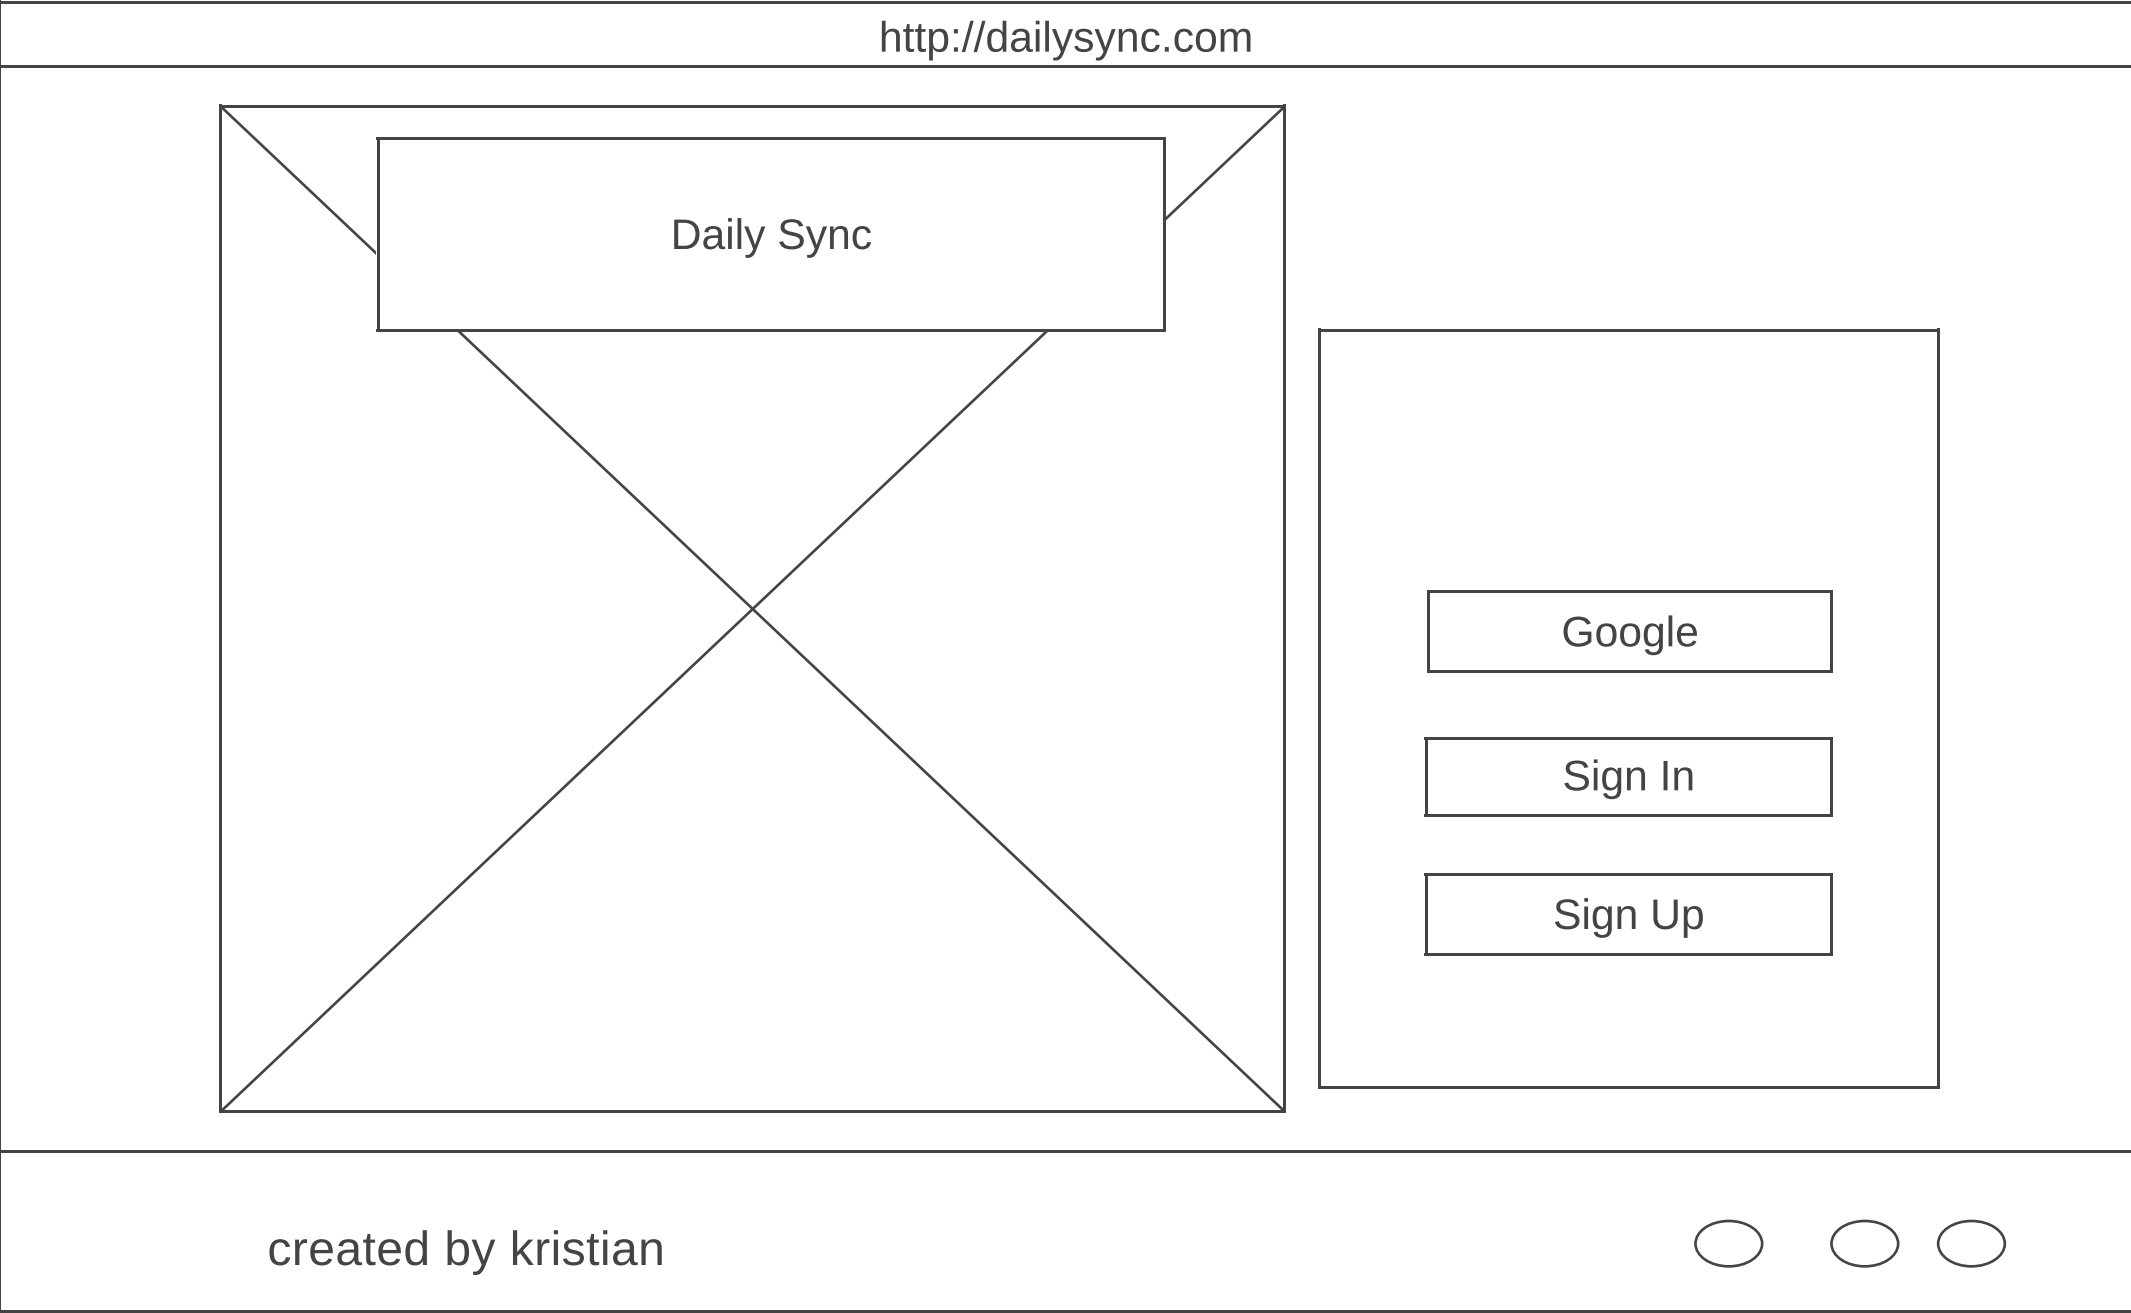 http://dailysync.com
Daily Sync
Google
Sign In
Sign Up
created by kristian